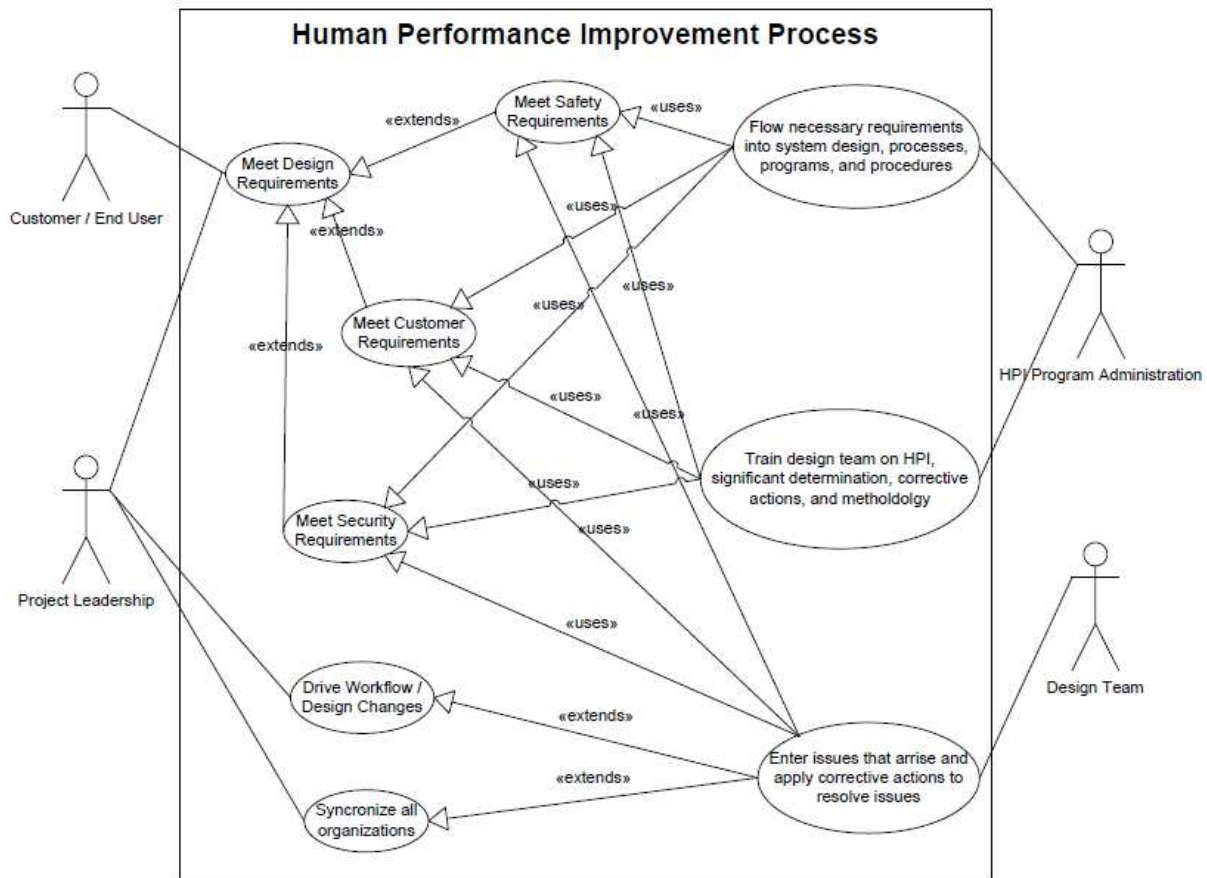 Human Performance Improvement Process
Meet Safety
Requirements
«uses»
Flow necessary requirements
into system design, processes,
programs, and procedures
«extends»
Meet Design
Requirements
Customer / End User
«uses»
«extends»
«uses»
«uses»
Meet Customer
Requirements
«extends»
HPI Program Administration
«uses»
«uses»
Train design team on HPI,
significant determination, corrective
actions, and metholdolgy
«uses»
Meet Security
Requirements
«uses»
Project Leadership
«uses»
Drive Workflow /
Design Changes
Design Team
«extends»
Enter issues that arrise and
apply corrective actions to
resolve issues
«extends»
Syncronize all
organizations